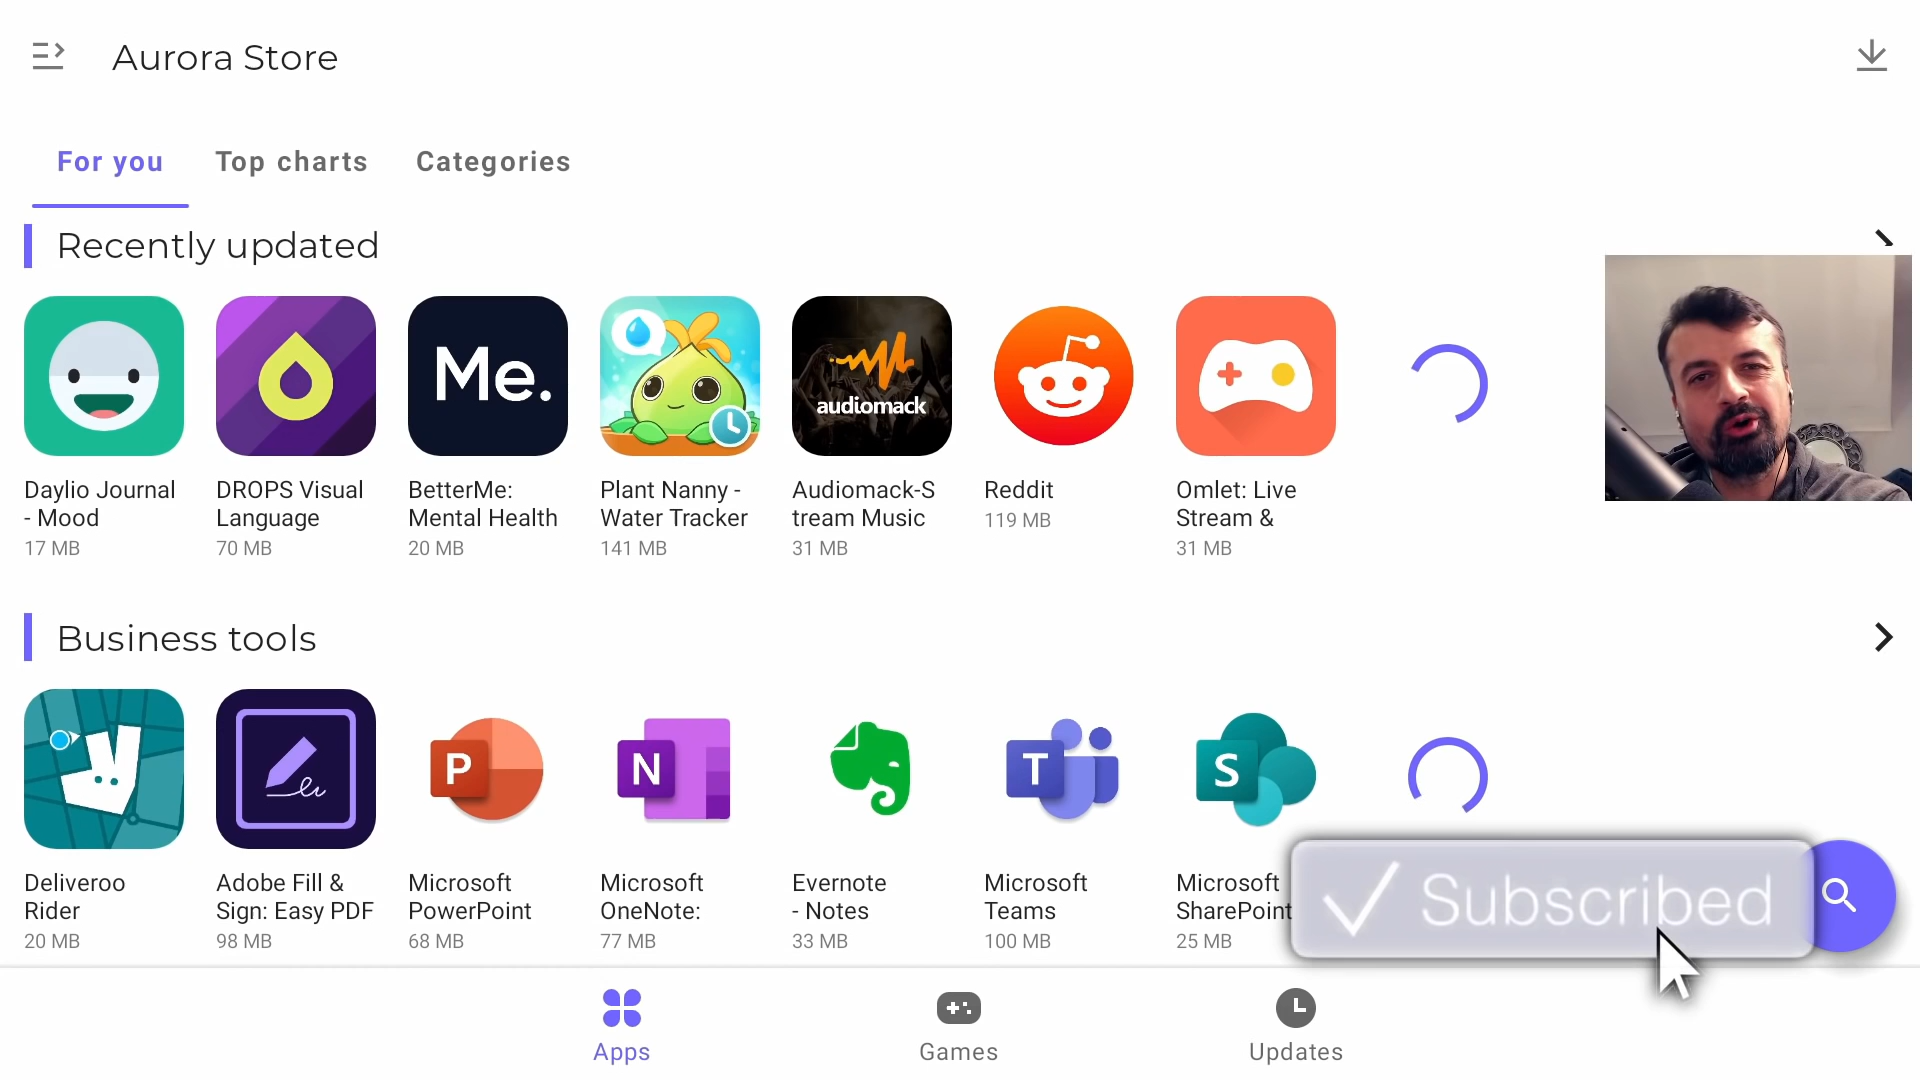 Aurora Store
For you
Top charts
Categories
Recently updated
Me.
audiomack
Daylio Journal
- Mood
17 MB
DROPS Visual
Language
70 MB
BetterMe:
Mental Health
20 MB
Plant Nanny -
Water Tracker
141 MB
Audiomack-S
tream Music
31 MB
Reddit
119 MB
Omlet: Live
Stream &
31 MB
Business tools
P
N
T
S
Deliveroo
Rider
20 MB
Adobe Fill &
Sign: Easy PDF
98 MB
Microsoft
PowerPoint
68 MB
Microsoft
OneNote:
77 MB
Evernote
- Notes
33 MB
Microsoft
Teams
100 MB
Microsoft
SharePoint
25 MB
Subscribed
Apps
Games
Updates